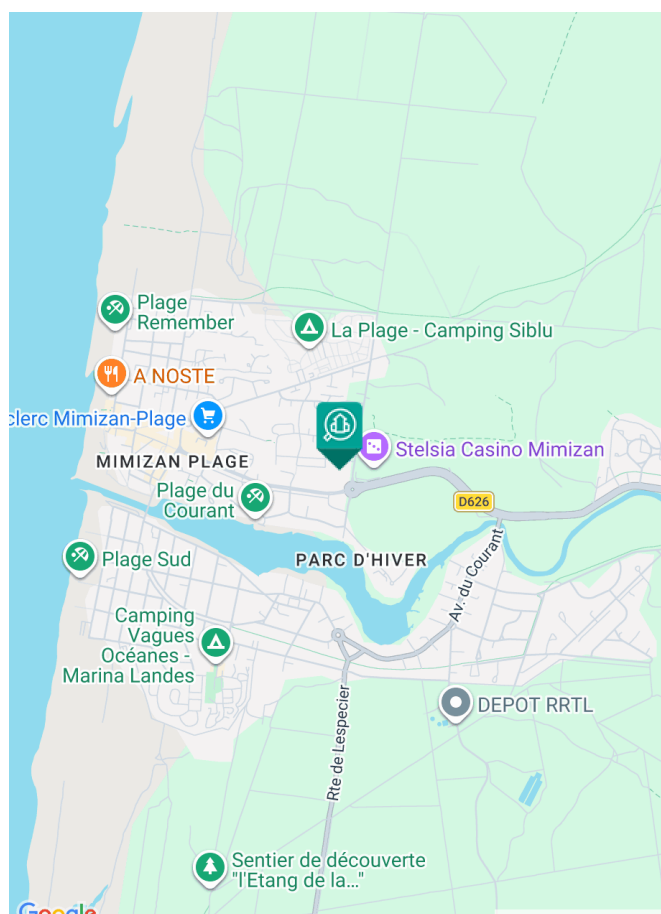 Plage
Remember
La Plage - Camping Siblu
A NOSTE
clerc Mimizan-Plage
Stelsia Casino Mimizan
MIMIZAN PLAGE
Plage du
Courant
D626
PARC D'HIVER
Plage Sud
Av. du Courant
Camping
Vagues
Océanes -
Marina Landes
DEPOT RRTL
Rte de Lespecier
Sentier de découverte
"l'Etang de la..."
Google